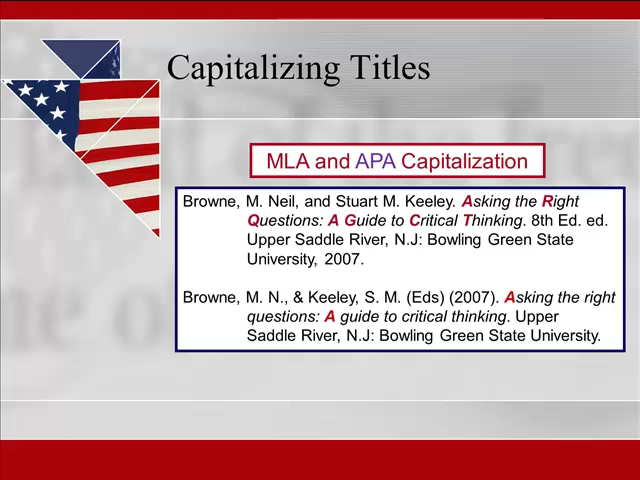 Capitalizing Titles
MLA and APA Capitalization
Browne, M. Neil, and Stuart M. Keeley. Asking the Right
Questions: A Guide to Critical Thinking. 8th Ed. ed.
Upper Saddle River, N.J: Bowling Green State
University, 2007.
Browne, M. N., & Keeley, S. M. (Eds) (2007). Asking the right
questions: A guide to critical thinking. Upper
Saddle River, N.J: Bowling Green State University.